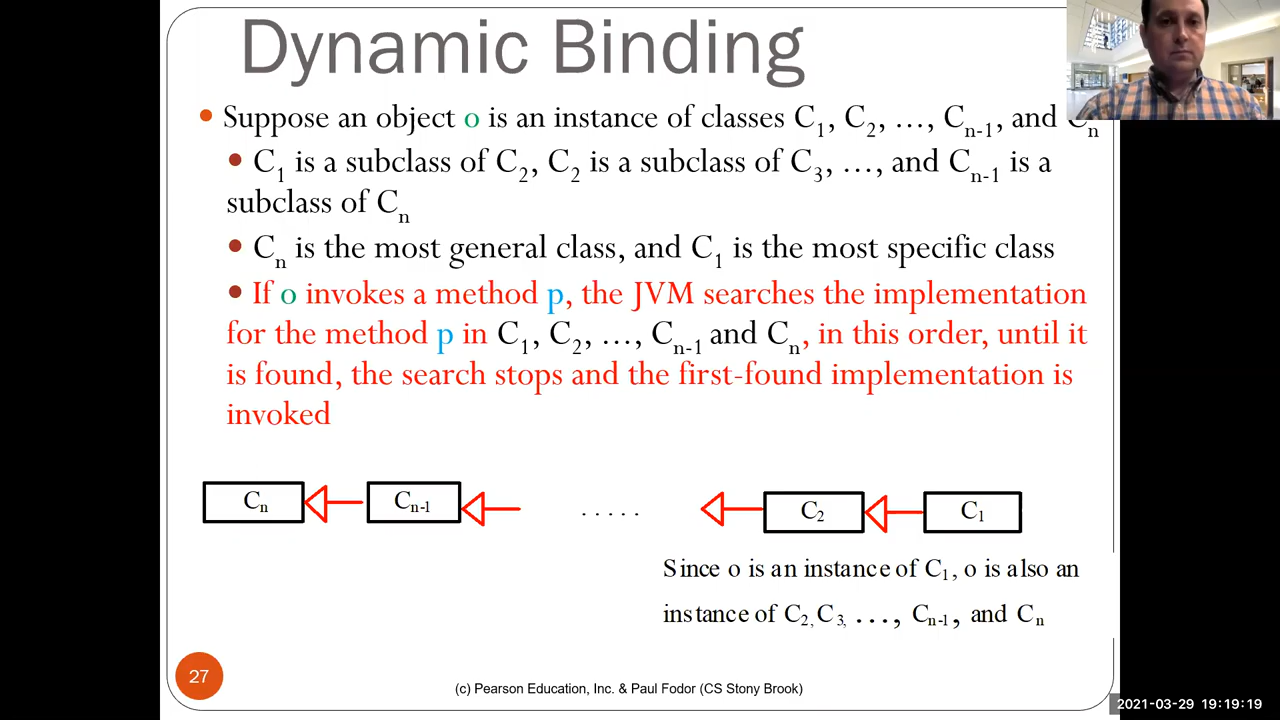 Dynamic Binding
• Suppose an object o is an instance of classes C1, C2, …, Cn-1, and Cn
• C1 is a subclass of C2, C2 is a subclass of C3, …, and Cn-1 is a
subclass of Cn
• Cn is the most general class, and C1 is the most specific class
• If o invokes a method p, the JVM searches the implementation
for the method p in C1, C2, …, Cn-1 and Cn, in this order, until it
is found, the search stops and the first-found implementation is
invoked
Cn Cn-1 . . . . . C2 C1
Since o is an instance of C1, o is also an
instance of C2, C3, …, Cn-1, and Cn
27
(c) Pearson Education, Inc. & Paul Fodor (CS Stony Brook)
2021-03-29 19:19:19